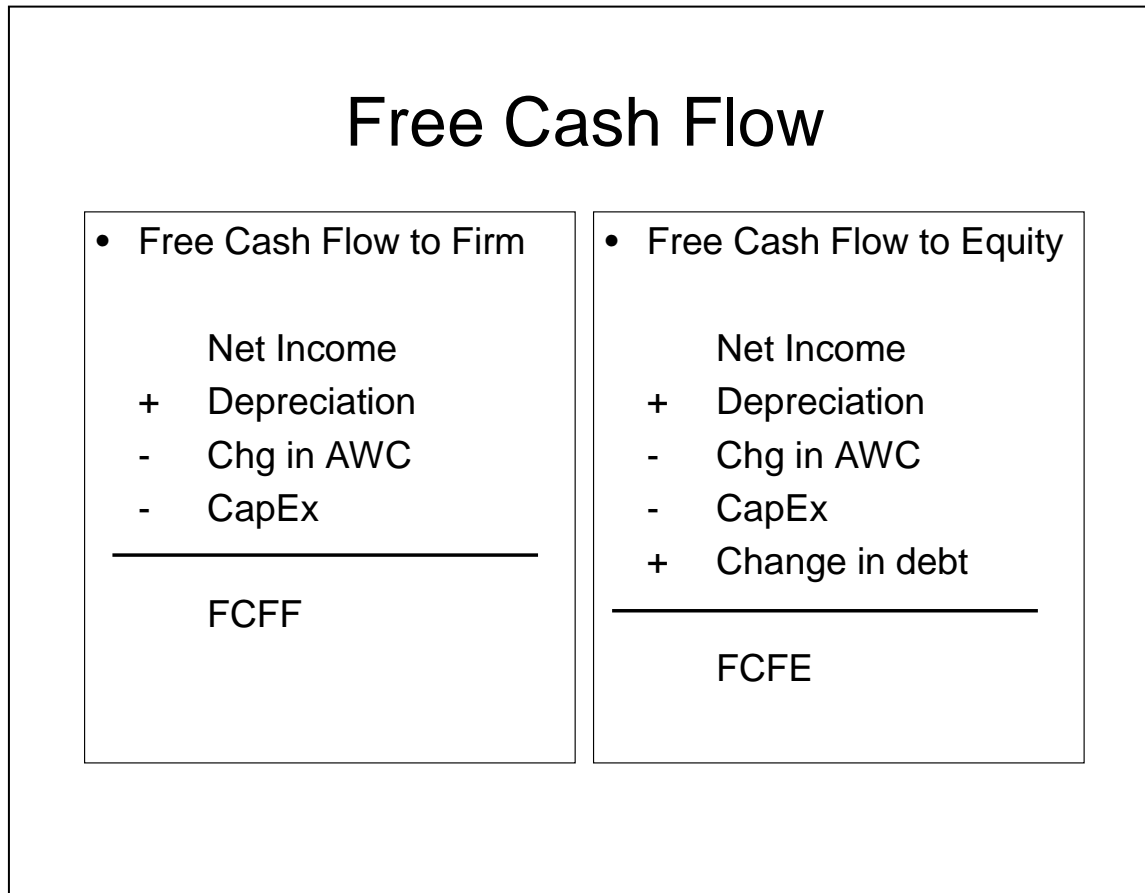 Free Cash Flow
• Free Cash Flow to Firm
Net Income
+ Depreciation
- Chg in AWC
- CapEx
FCFF
• Free Cash Flow to Equity
Net Income
+ Depreciation
- Chg in AWC
- CapEx
+ Change in debt
FCFE